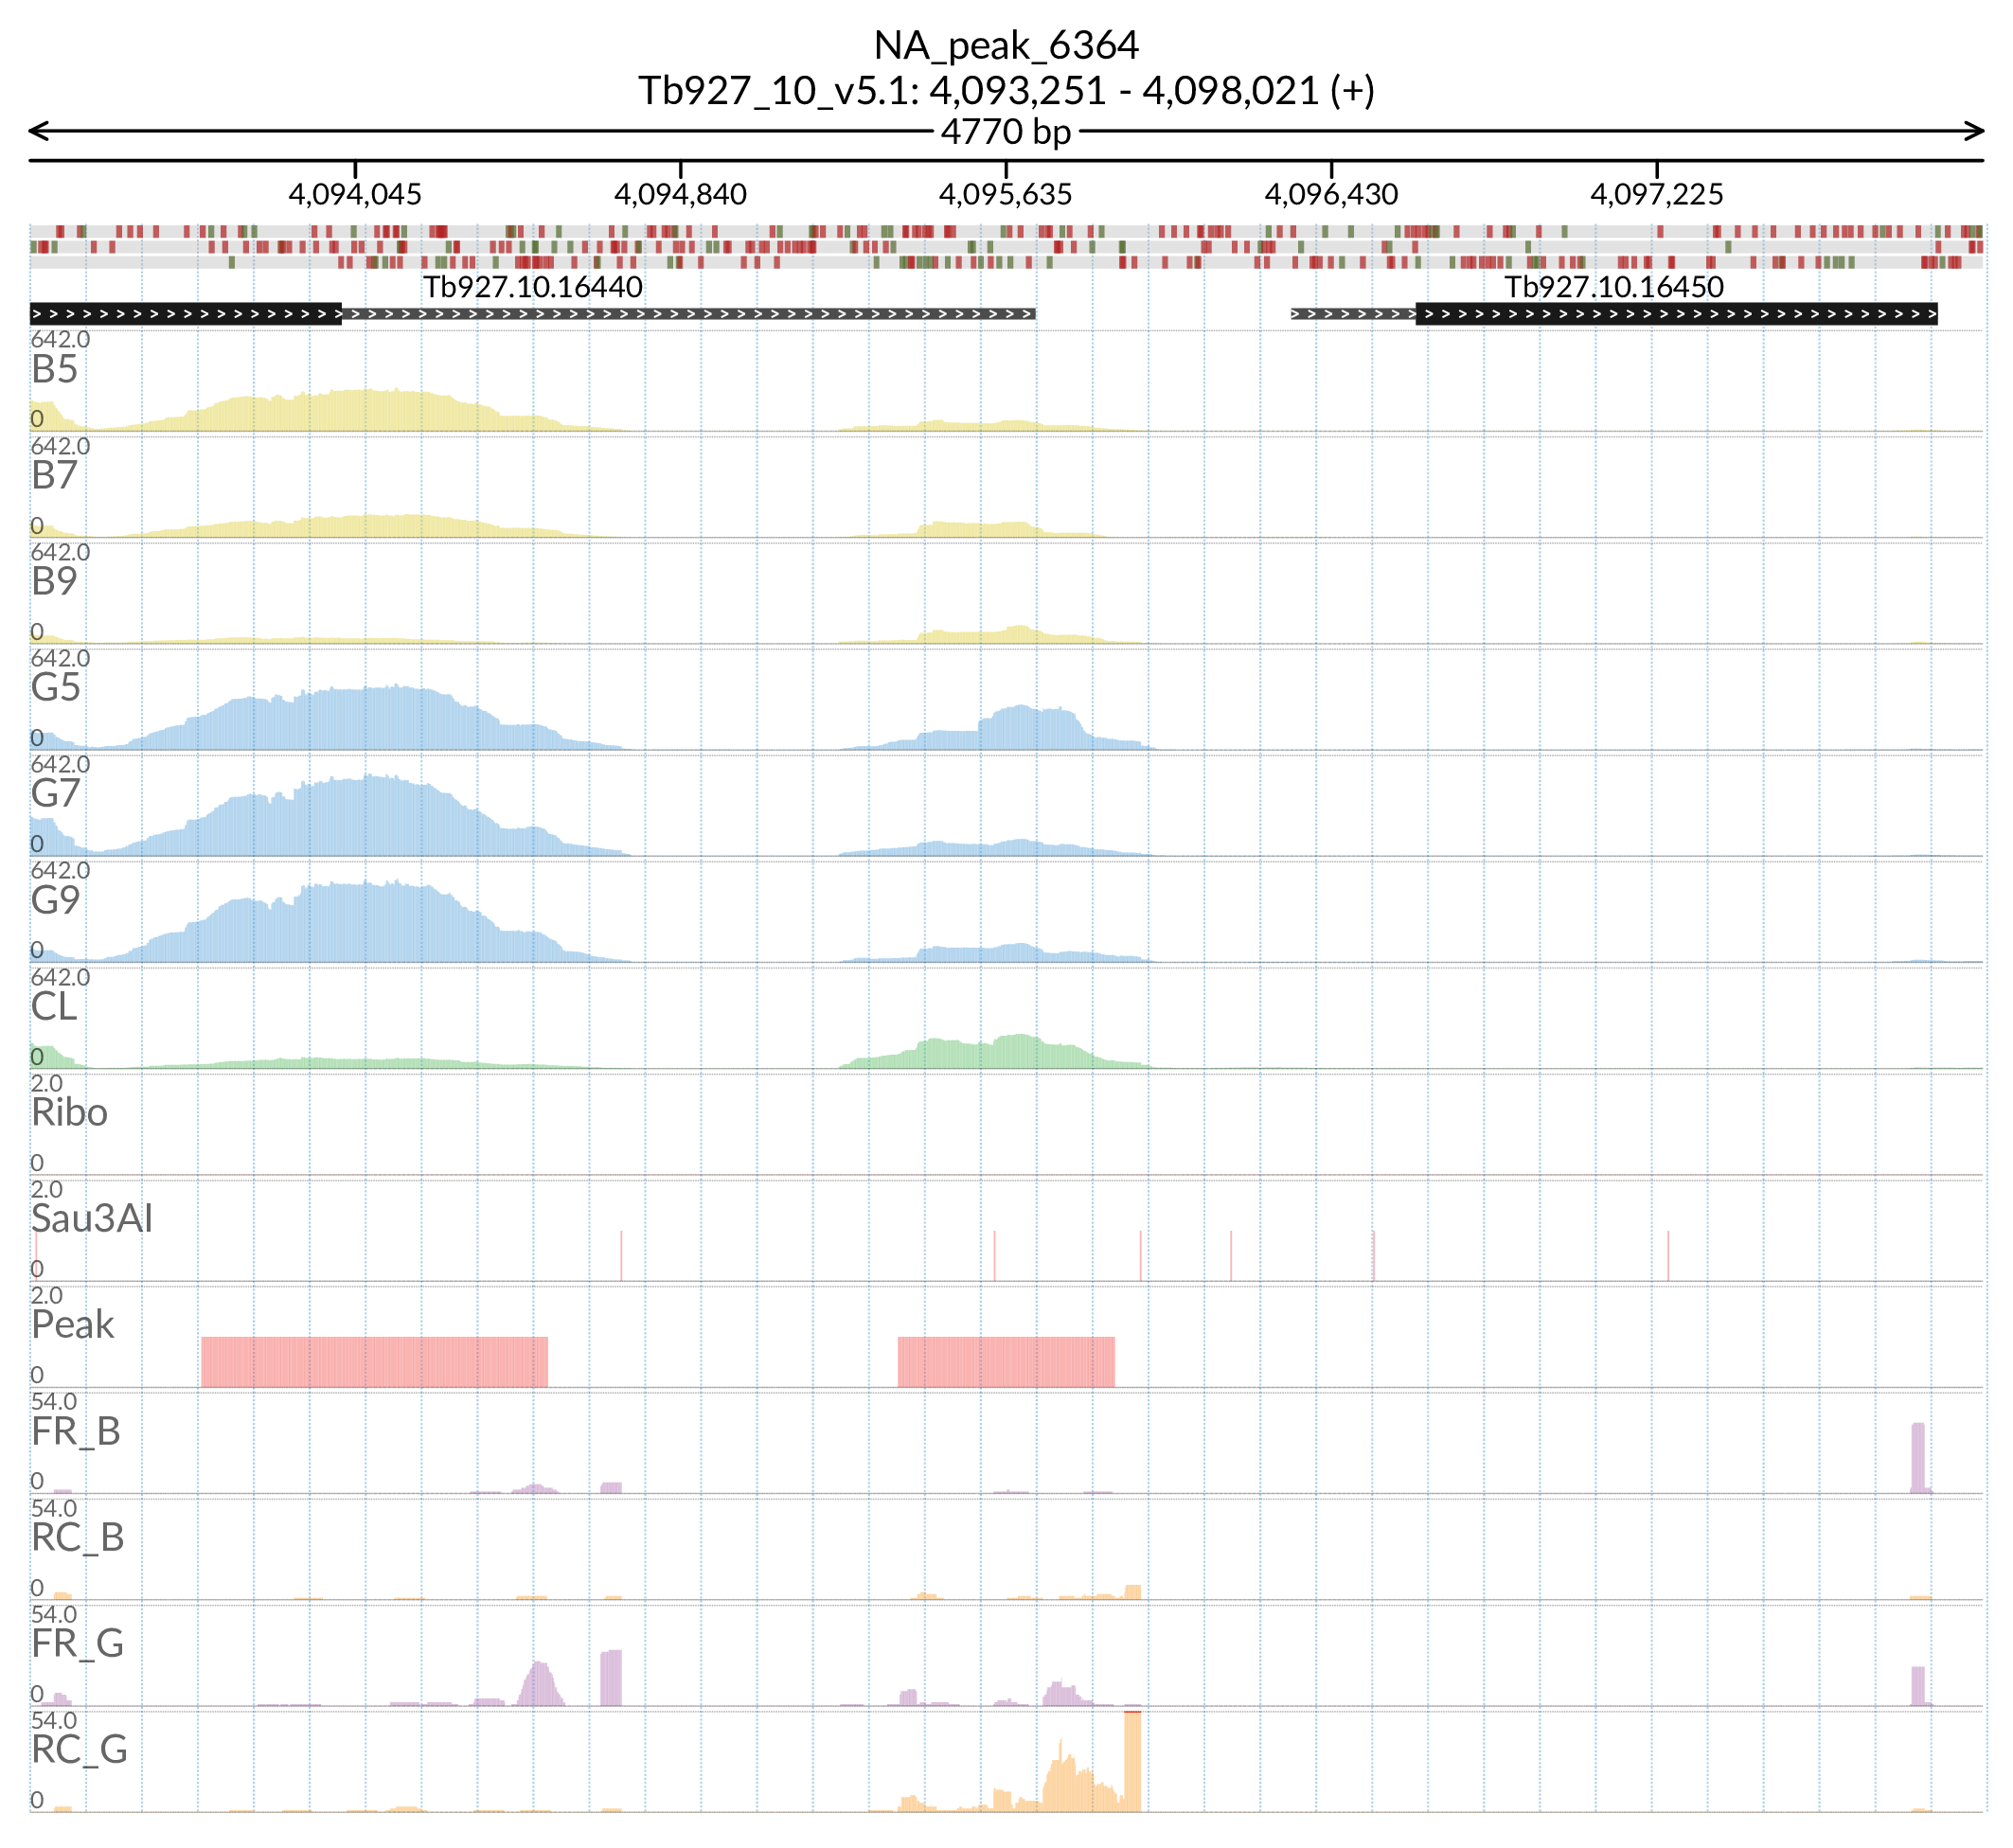 NA_peak_6364
Tb927_10_v5.1: 4,093,251 - 4,098,021 (+)
4770 bp
4,094,045 4,094,840 4,095,635 4,096,430 4,097,225
Tb927.10.16440 Tb927.10.16450
642.0
B5
0
642.0
B7
0
642.0
B9
0
642.0
G5
0
642.0
G7
0
642.0
G9
0
642.0
CL
0
2.0
Ribo
0
2.0
Sau3AI
0
2.0
Peak
0
54.0
FR_B
0
54.0
RC_B
0
54.0
FR_G
0
54.0
RC_G
0